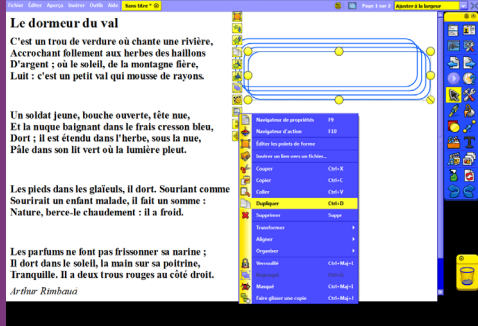 Fichier Éditer Aperçu Insérer Outils Aide Sans titre * Page 1 sur 2 Ajuster à la largeur
Le dormeur du val
C'est un trou de verdure où chante une rivière,
Accrochant follement aux herbes des haillons
D'argent ; où le soleil, de la montagne fière,
Luit : c'est un petit val qui mousse de rayons.
Un soldat jeune, bouche ouverte, tête nue,
Et la nuque baignant dans le frais cresson bleu,
Dort ; il est étendu dans l'herbe, sous la nue,
Pâle dans son lit vert où la lumière pleut.
Les pieds dans les glaïeuls, il dort. Souriant comme
Sourirait un enfant malade, il fait un somme :
Nature, berce-le chaudement : il a froid.
Les parfums ne font pas frissonner sa narine ;
Il dort dans le soleil, la main sur sa poitrine,
Tranquille. Il a deux trous rouges au côté droit.
Arthur Rimbaud
Navigateur de propriétés F9
Navigateur d'action F10
Éditer les points de forme
Insérer un lien vers un fichier...
Couper Ctrl+X
Copier Ctrl+C
Coller Ctrl+V
Dupliquer Ctrl+D
Supprimer Suppr
Transformer
Aligner
Organiser
Verrouillé Ctrl+Maj+L
Masqué Ctrl+Maj+
Faire glisser une copie Ctrl+Maj+